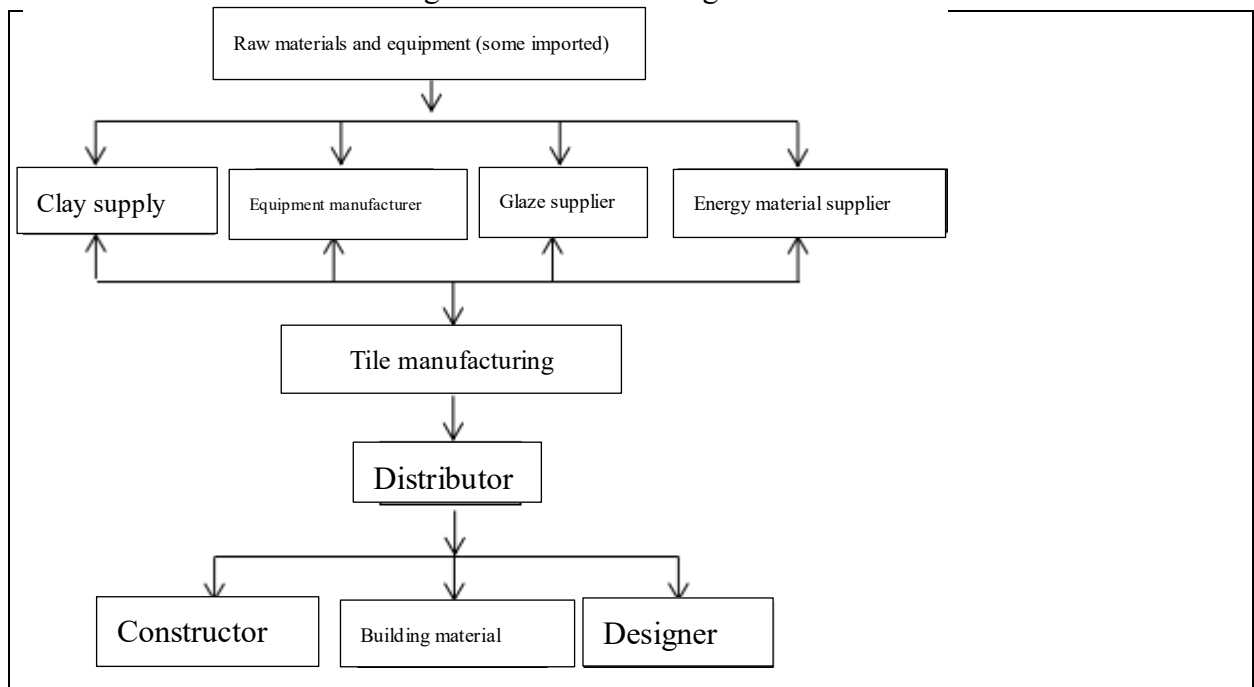 Raw materials and equipment (some imported)
Clay supply
Equipment manufacturer
Glaze supplier
Energy material supplier
Tile manufacturing
Distributor
Constructor
Building material
Designer